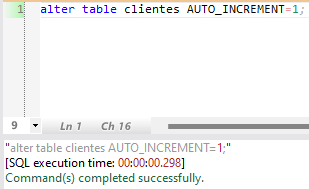 1 alter table clientes AUTO_INCREMENT=1;
9 Ln 1 Ch 16
"alter table clientes AUTO_INCREMENT=1;"
[SQL execution time: 00:00:00.298]
Command(s) completed successfully.